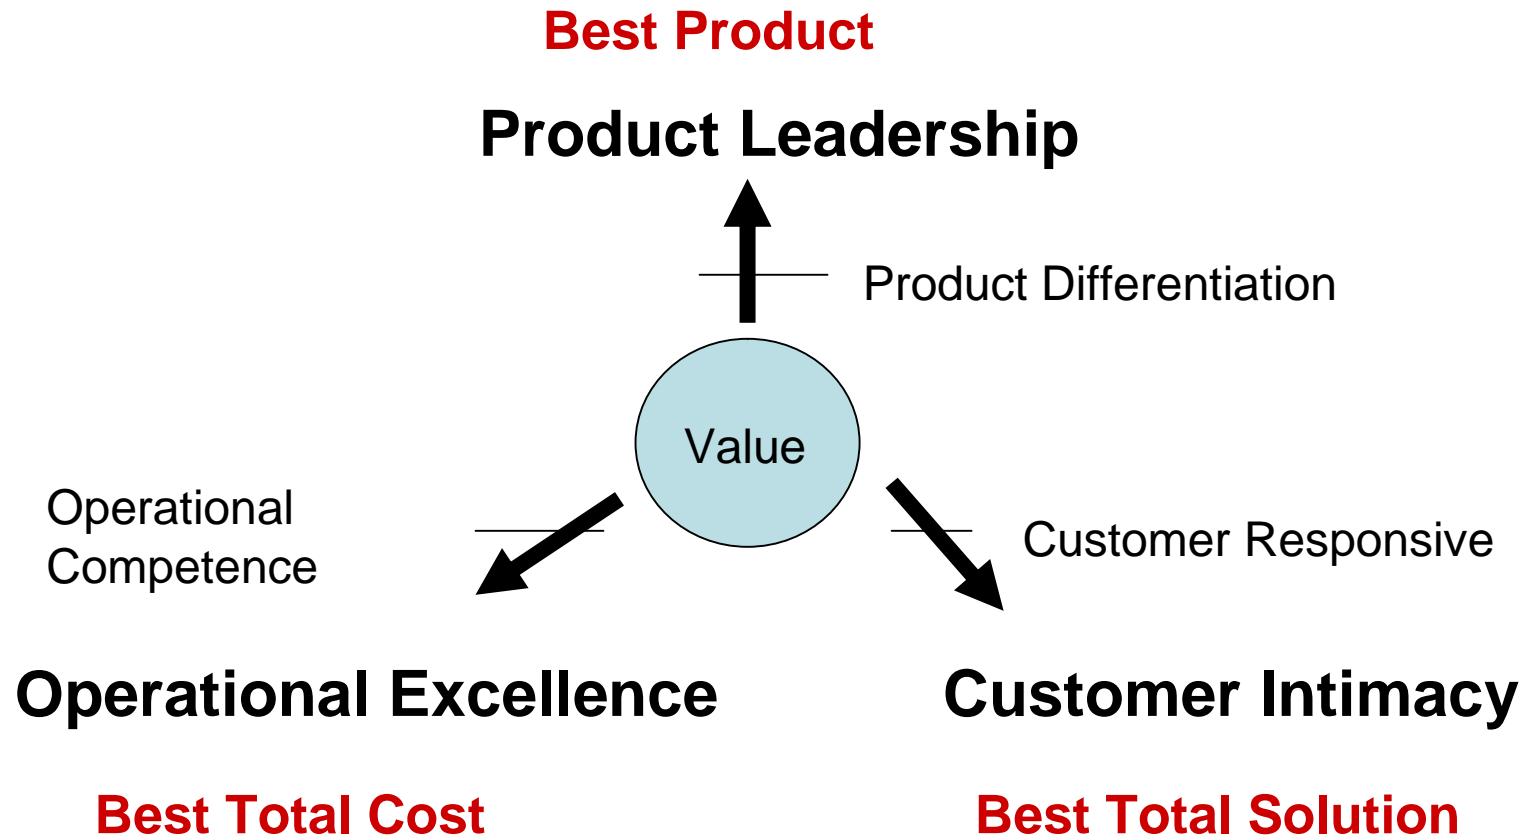 Best Product
Product Leadership
Product Differentiation
Value
Operational
Competence
Customer Responsive
Operational Excellence
Customer Intimacy
Best Total Cost
Best Total Solution